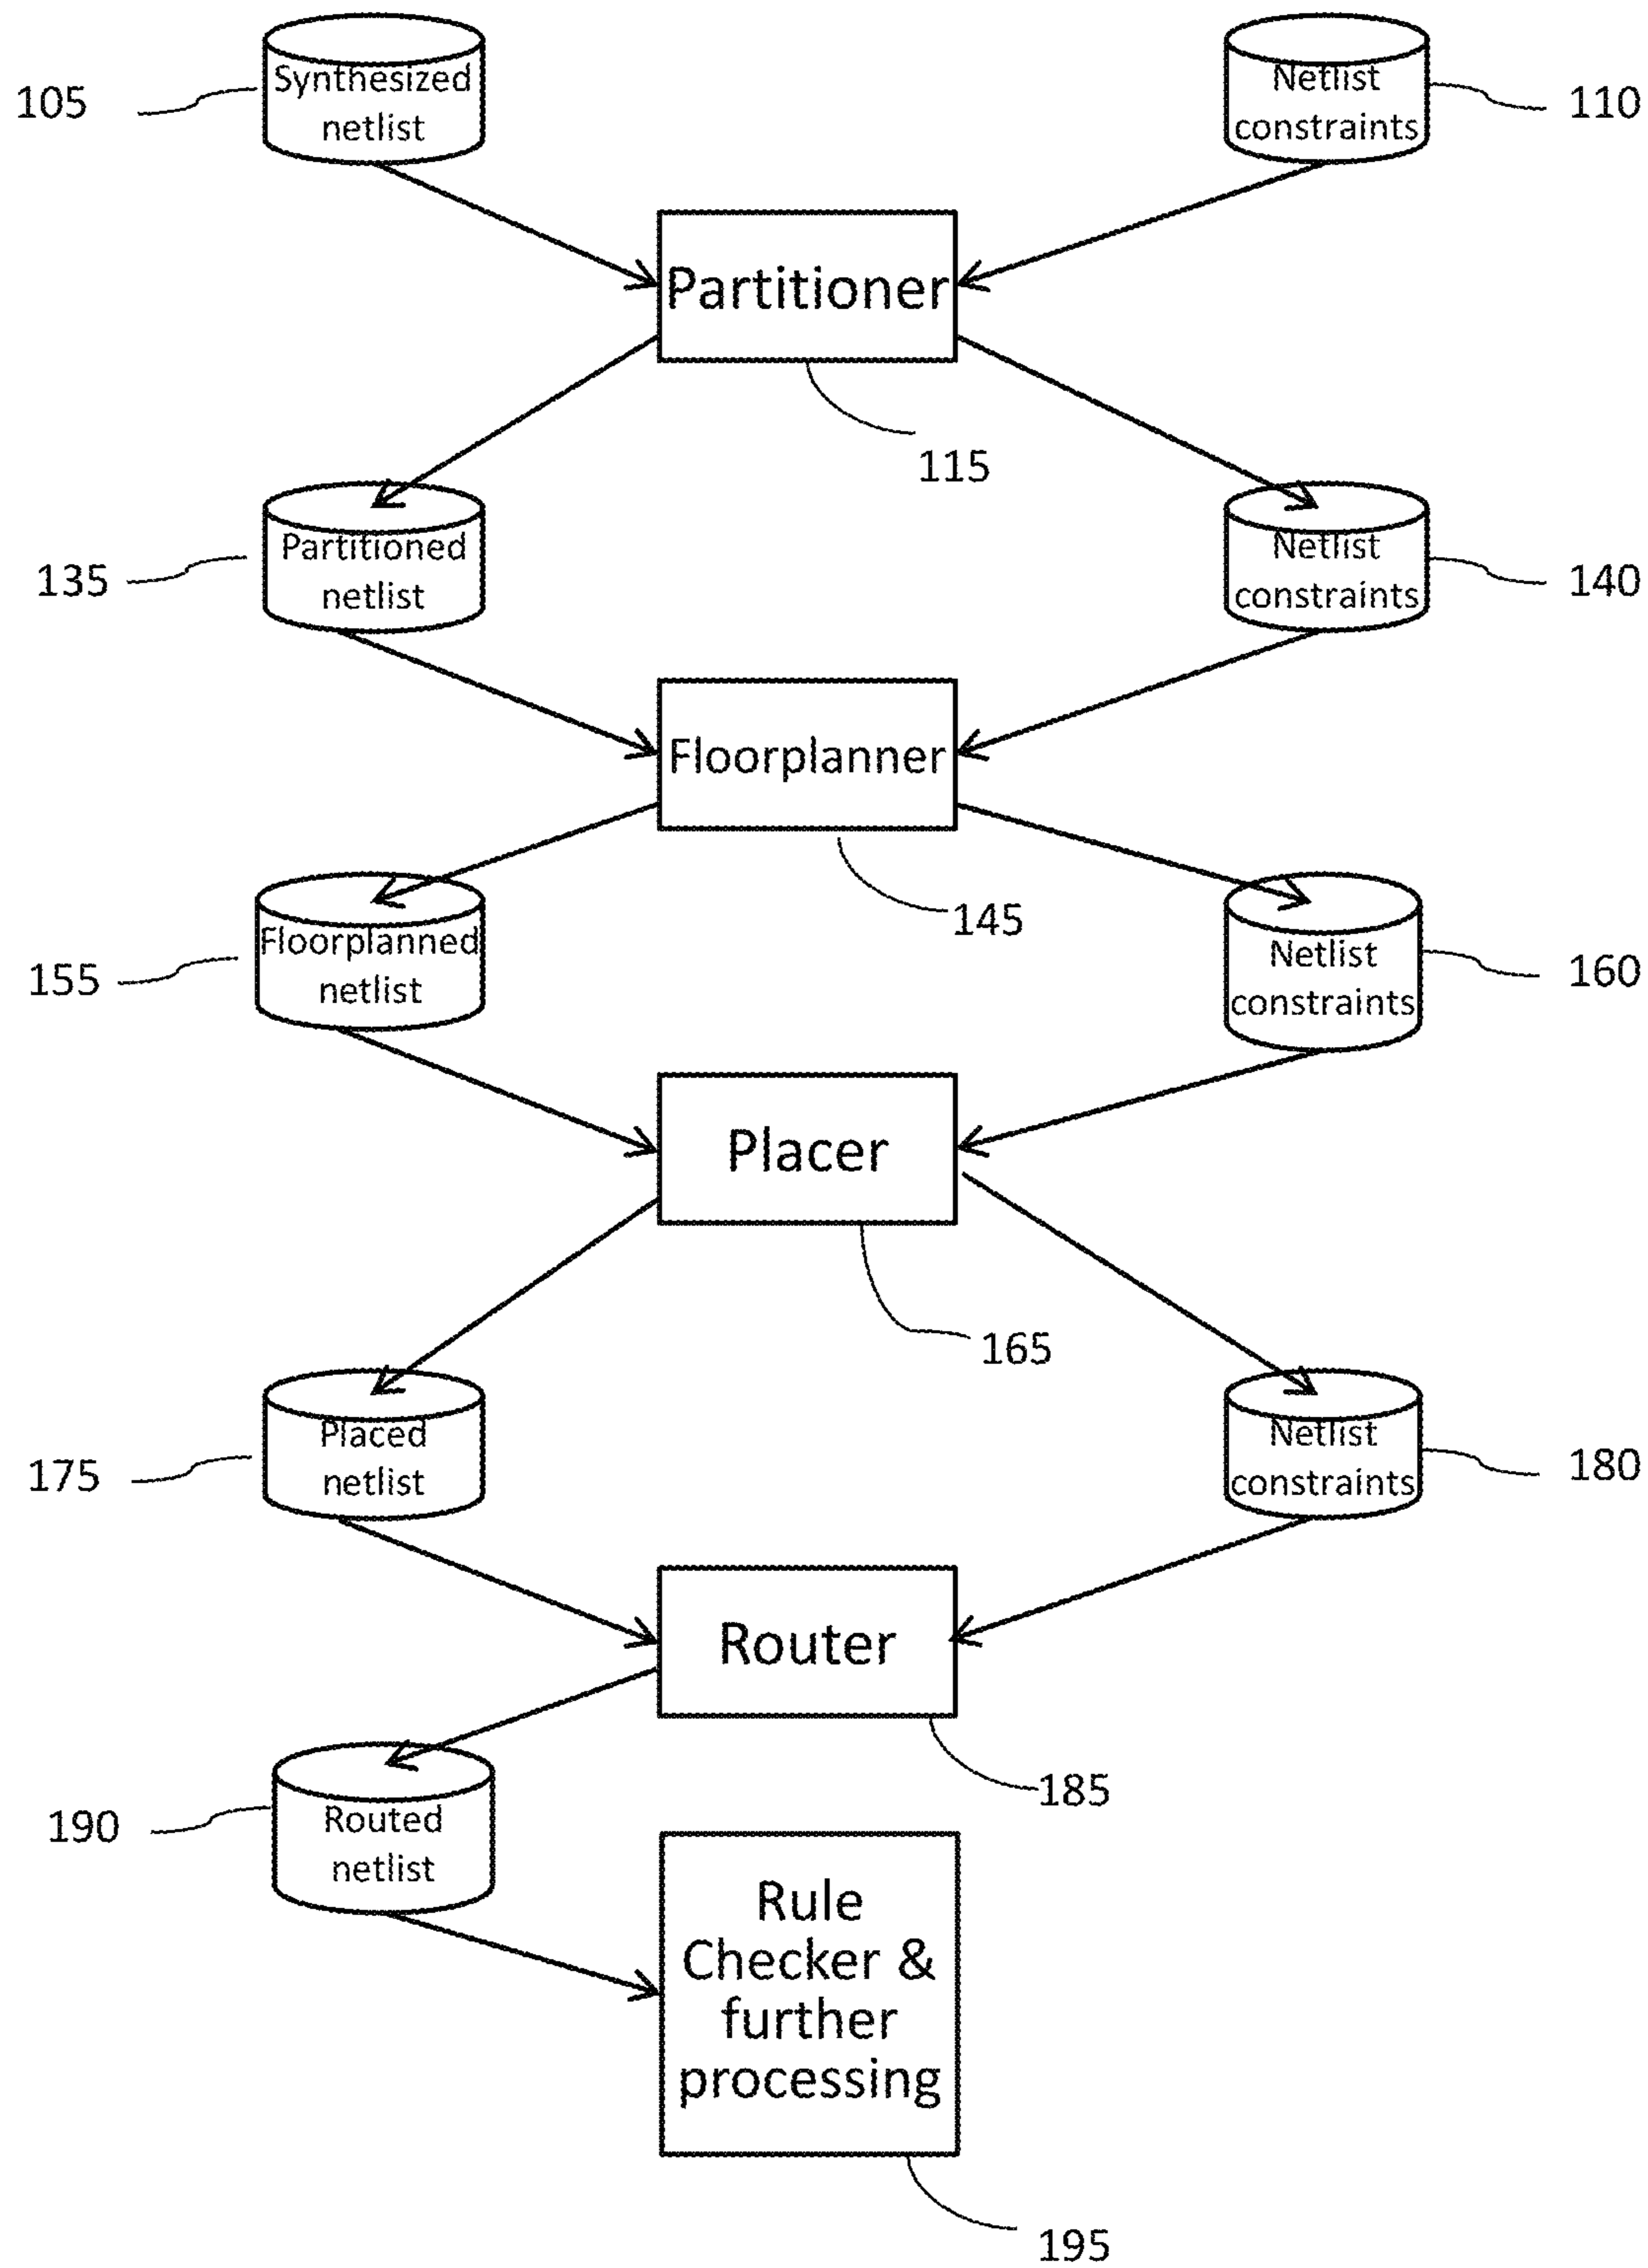 Synthesized
netlist
105
Netlist
constraints
110
Partitioner
115
Partitioned
netlist
135
Netlist
constraints
140
Floorplanner
145
Floorplanned
netlist
155
Netlist
constraints
160
Placer
165
Placed
netlist
175
Netlist
constraints
180
Router
185
Routed
netlist
190
Rule
Checker &
further
processing
195